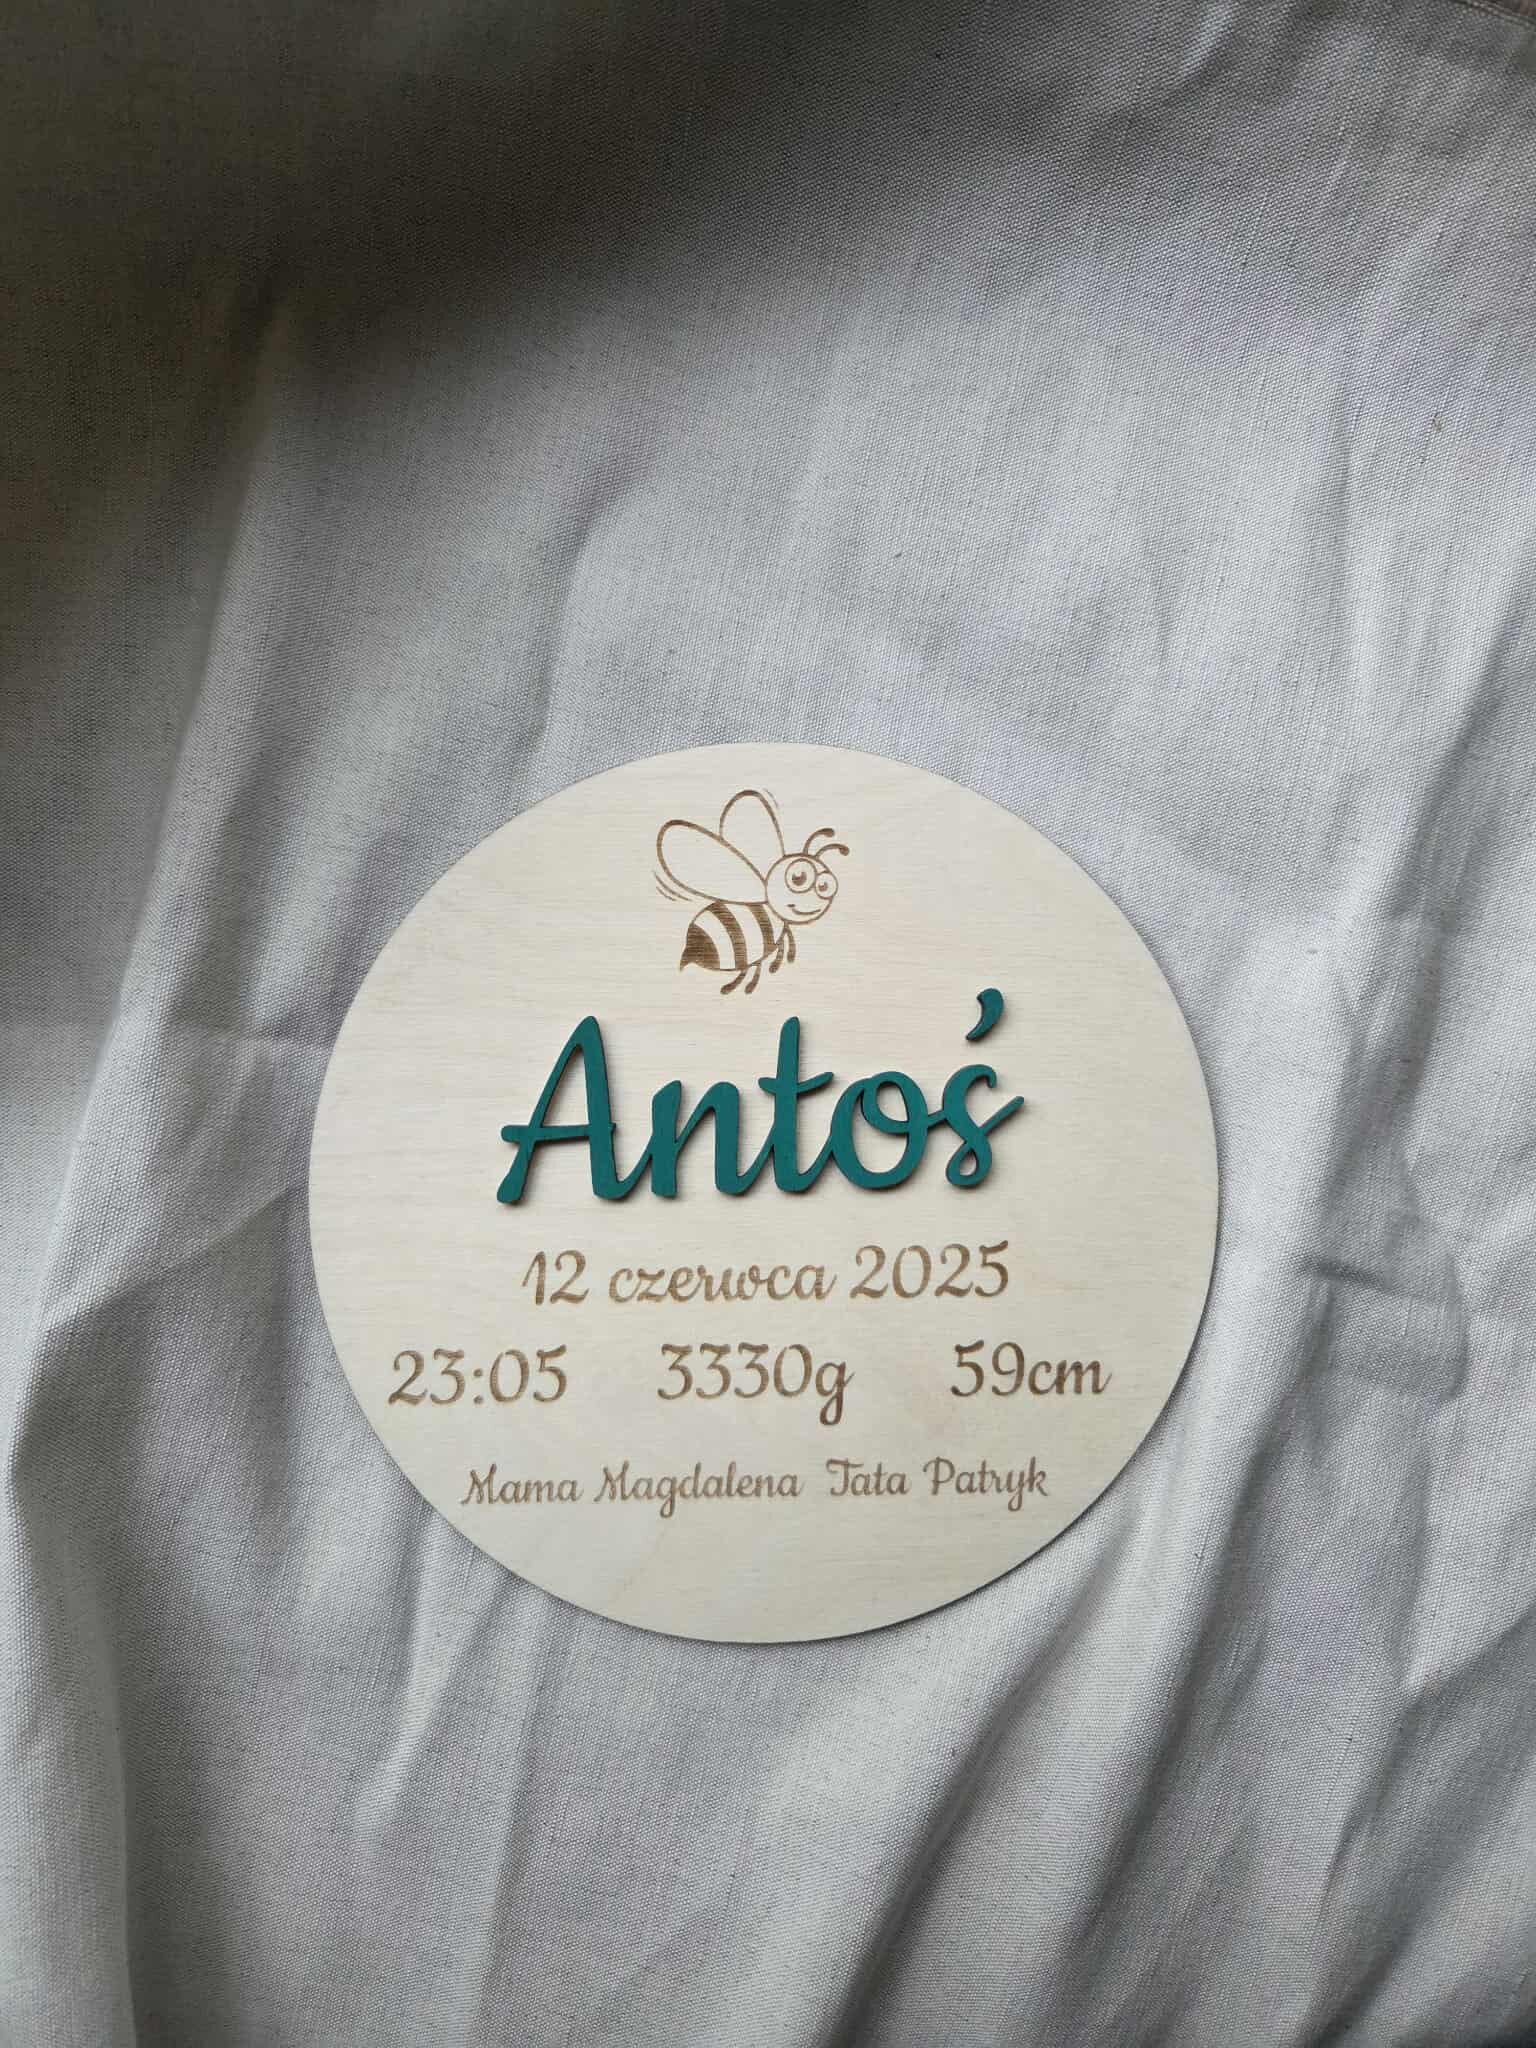 Antoś
12 czerwca 2025
23:05 3330g 59cm
Mama Magdalena Tata Patryk